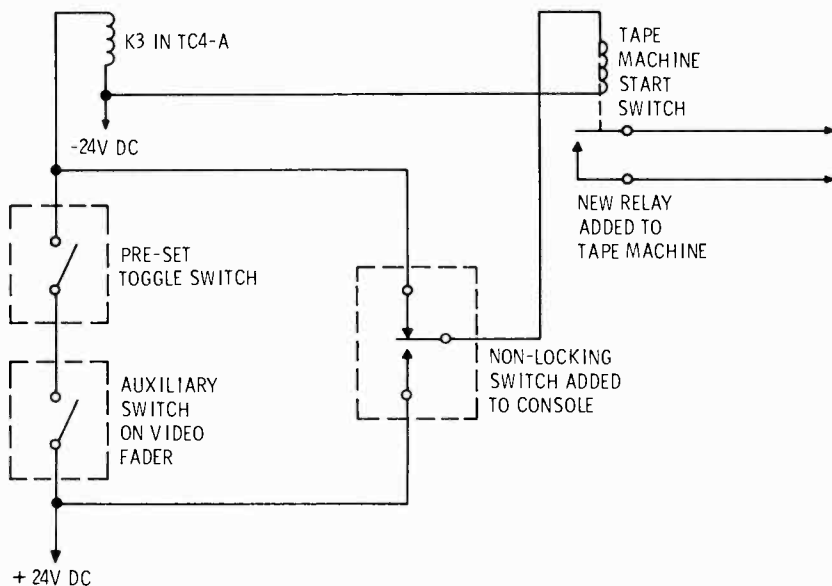 K3 IN TC4-A
TAPE
MACHINE
START
SWITCH
-24V DC
NEW RELAY
ADDED TO
TAPE MACHINE
PRE-SET
TOGGLE SWITCH
NON-LOCKING
SWITCH ADDED
TO CONSOLE
AUXILIARY
SWITCH
ON VIDEO
FADER
+ 24V DC